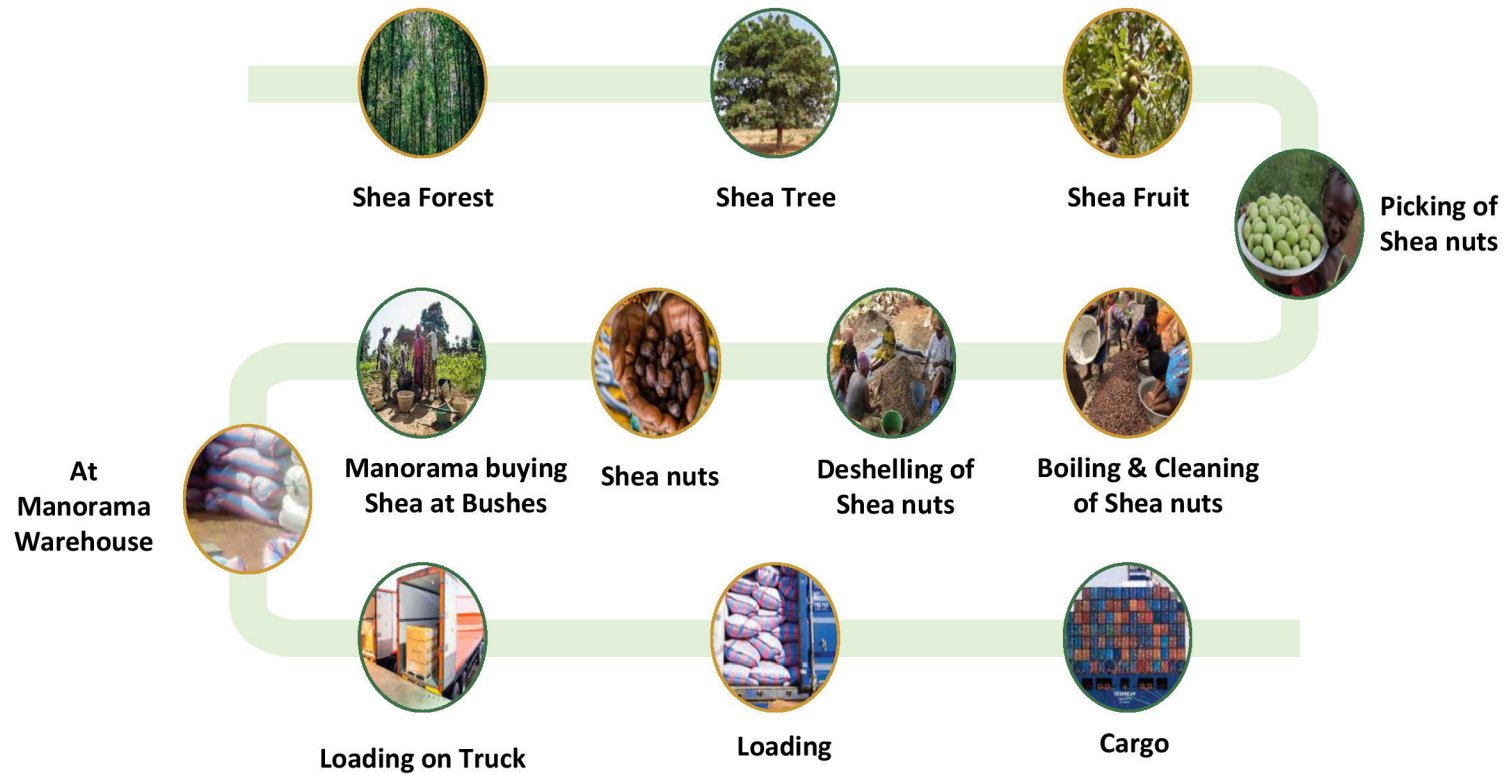 Shea Forest
Shea Tree
Shea Fruit
Picking of
Shea nuts
Boiling & Cleaning
of Shea nuts
Deshelling of
Shea nuts
Shea nuts
Manorama buying
Shea at Bushes
At
Manorama
Warehouse
Loading on Truck
Loading
Cargo